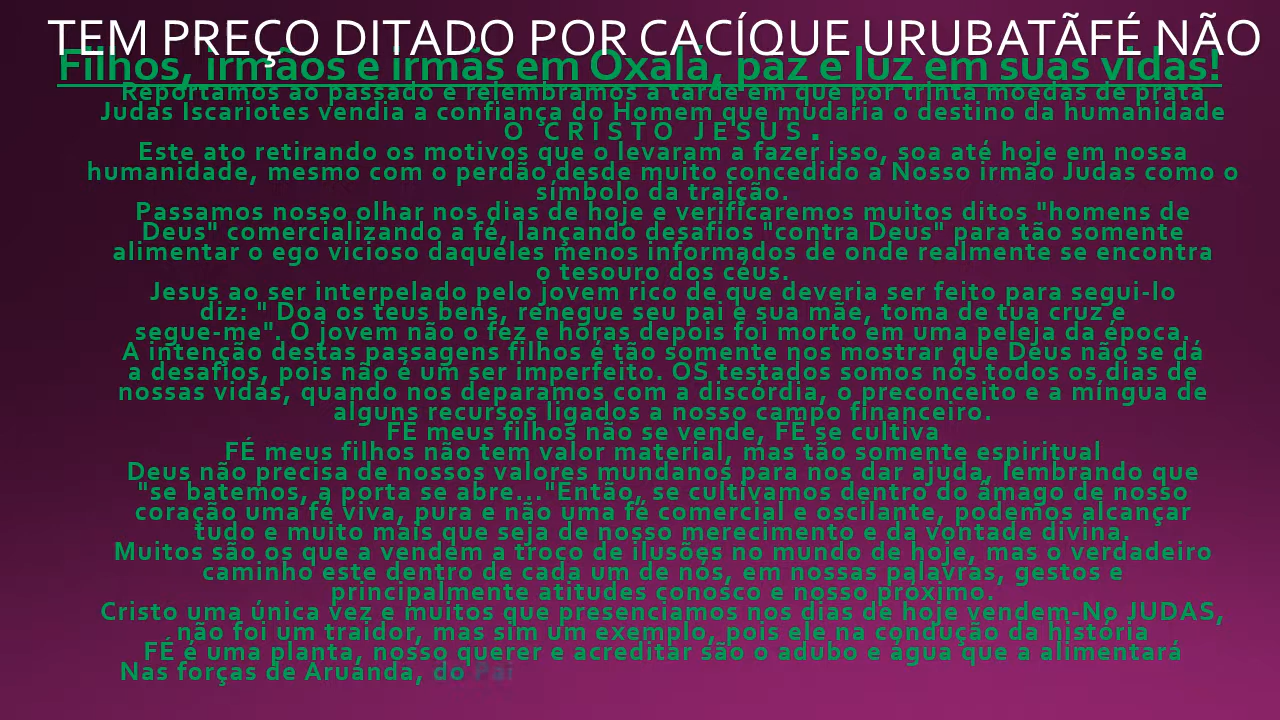 TEM PREÇO DITADO POR CACÍQUE URUBATÃFÉ NÃO
Filhos, irmãos e irmãs em Oxalá, paz e luz em suas vidas!
Reportamos ao passado e relembramos a tarde em que por trinta moedas de prata
Judas Iscariotes vendia a confiança do Homem que mudaria o destino da humanidade
O CRISTO JESUS.
Este ato retirando os motivos que o levaram a fazer isso, soa até hoje em nossa
humanidade, mesmo com o perdão desde muito concedido a Nosso irmão Judas como o
símbolo da traição.
Passamos nosso olhar nos dias de hoje e verificaremos muitos ditos "homens de
Deus" comercializando a fé, lançando desafios "contra Deus" para tão somente
alimentar o ego vicioso daqueles menos informados de onde realmente se encontra
o tesouro dos céus.
Jesus ao ser interpelado pelo jovem rico de que deveria ser feito para segui-lo
diz: " Doa os teus bens, renegue seu pai e sua mãe, toma de tua cruz e
segue-me". O jovem não o fez e horas depois foi morto em uma peleja da época.
A intenção destas passagens filhos é tão somente nos mostrar que Deus não se dá
a desafios, pois não é um ser imperfeito. OS testados somos nós todos os dias de
nossas vidas, quando nos deparamos com a discórdia, o preconceito e a míngua de
alguns recursos ligados a nosso campo financeiro.
FÉ meus filhos não se vende, FÉ se cultiva
FÉ meus filhos não tem valor material, mas tão somente espiritual
Deus não precisa de nossos valores mundanos para nos dar ajuda, lembrando que
"se batemos, a porta se abre..."Então, se cultivamos dentro do âmago de nosso
coração uma fé viva, pura e não uma fé comercial e oscilante, podemos alcançar
tudo e muito mais que seja de nosso merecimento e da vontade divina.
Muitos são os que a vendem a troco de ilusões no mundo de hoje, mas o verdadeiro
caminho este dentro de cada um de nós, em nossas palavras, gestos e
principalmente atitudes conosco e nosso próximo.
Cristo uma única vez e muitos que presenciamos nos dias de hoje vendem-No JUDAS,
não foi um traidor, mas sim um exemplo, pois ele na condução da história
FÉ é uma planta, nosso querer e acreditar são o adubo e água que a alimentará
Nas forças de Aruanda, do Pai